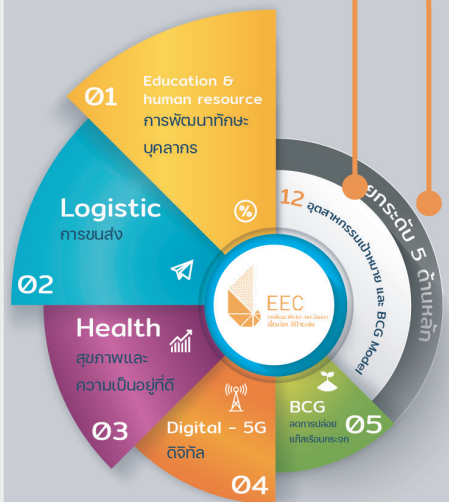 01
Education &
human resource
การพัฒนาทักษะ
บุคลากร
02
Logistic
การขนส่ง
03
Health
สุขภาพและ
ความเป็นอยู่ที่ดี
04
Digital - 5G
ดิจิทัล
05
BCG
ลดการปล่อย
แก๊สเรือนกระจก
12 อุตสาหกรรมเป้าหมาย และ BCG Model
ยกระดับ 5 ด้านหลัก
EEC